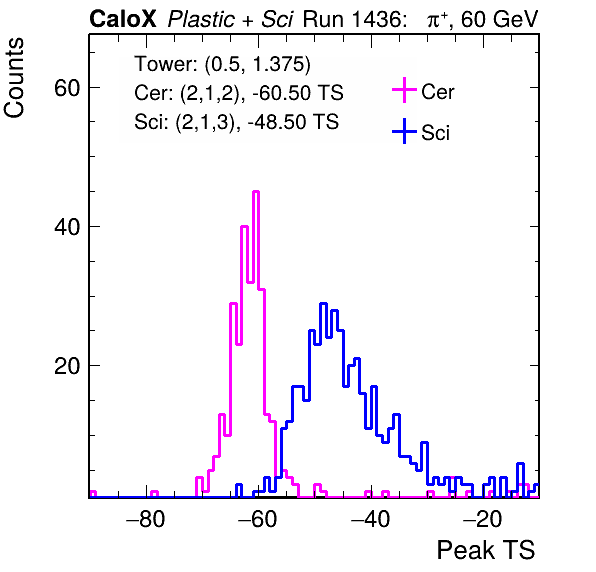 CaloX Plastic + Sci Run 1436: π+, 60 GeV
Counts
Tower: (0.5, 1.375)
Cer: (2,1,2), -60.50 TS
Sci: (2,1,3), -48.50 TS
Cer
Sci
60
40
20
−80 −60 −40 −20
Peak TS